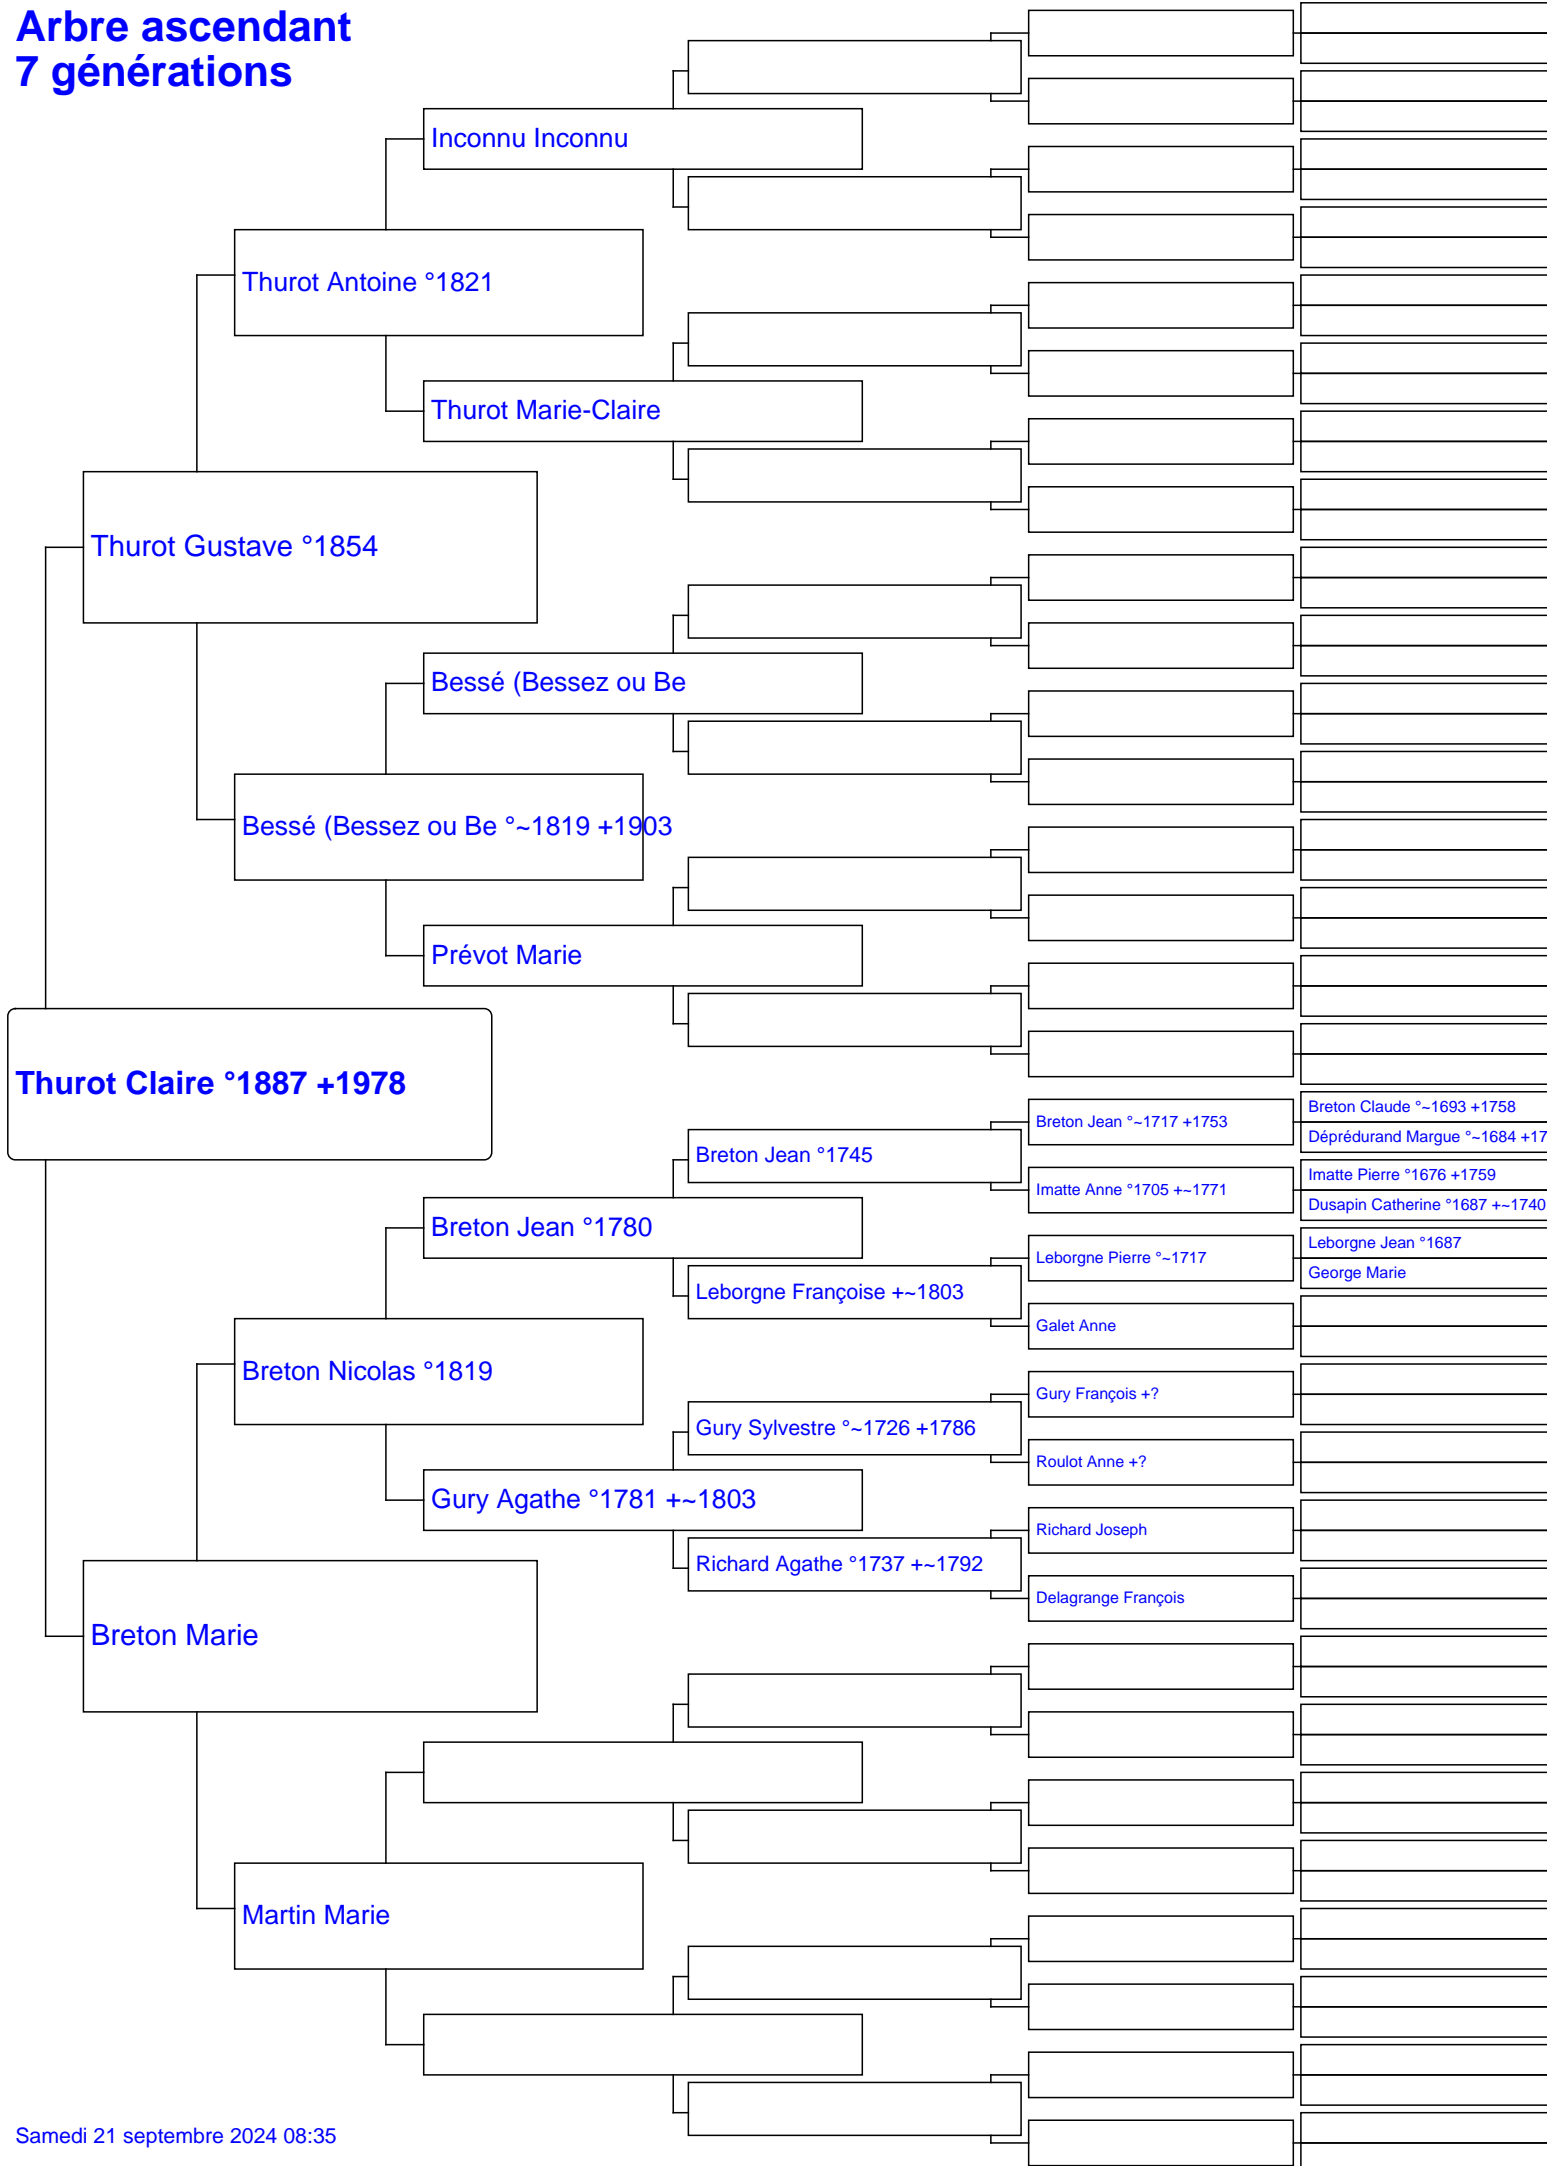 Arbre ascendant
7 générations
Inconnu Inconnu
Thurot Antoine °1821
Thurot Marie-Claire
Thurot Gustave °1854
Bessé (Bessez ou Be
Bessé (Bessez ou Be °~1819 +1903
Prévot Marie
Thurot Claire °1887 +1978
Breton Claude °~1693 +1758
Breton Jean °~1717 +1753
Déprédurand Margue °~1684 +17
Breton Jean °1745
Imatte Pierre °1676 +1759
Imatte Anne °1705 +~1771
Dusapin Catherine °1687 +~1740
Breton Jean °1780
Leborgne Jean °1687
Leborgne Pierre °~1717
George Marie
Leborgne Françoise +~1803
Galet Anne
Breton Nicolas °1819
Gury François +?
Gury Sylvestre °~1726 +1786
Roulot Anne +?
Gury Agathe °1781 +~1803
Richard Joseph
Richard Agathe °1737 +~1792
Delagrange François
Breton Marie
Martin Marie
Samedi 21 septembre 2024 08:35